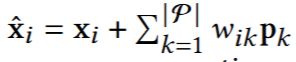 x̂ᵢ = xᵢ + ∑ₖ₌₁^|𝒫| wᵢₖpₖ